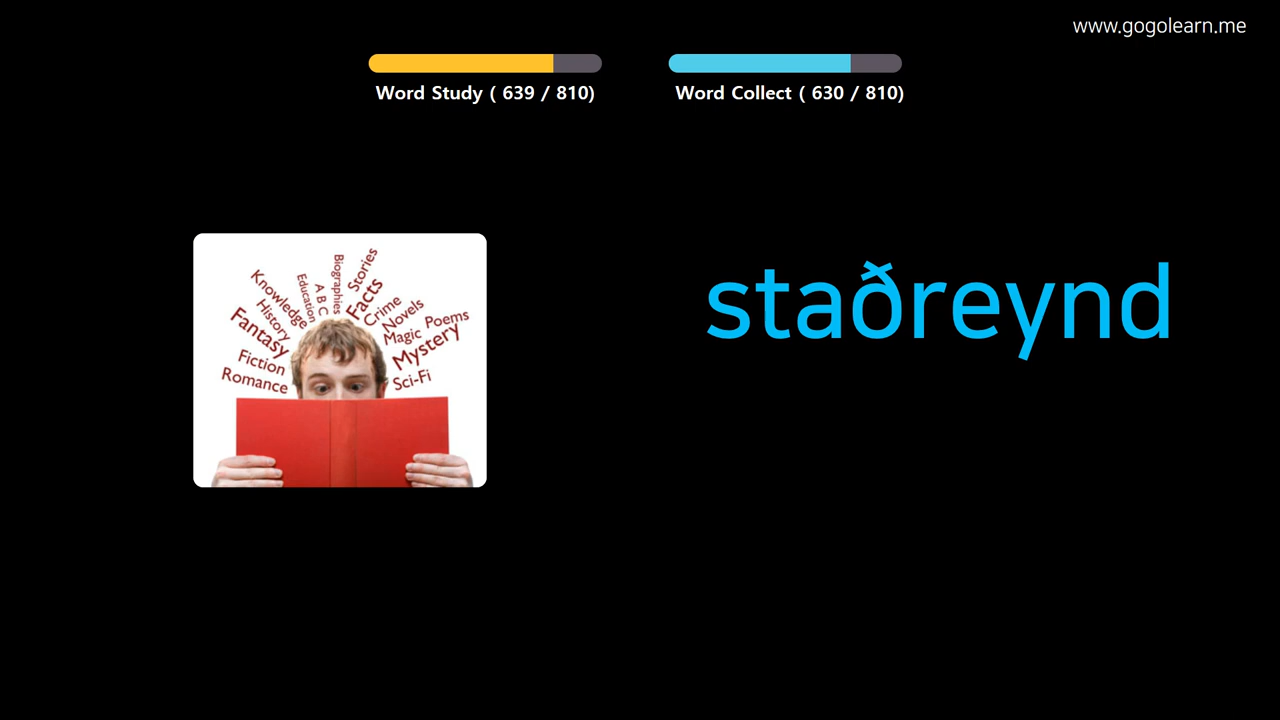 www.gogolearn.me
Word Study ( 639 / 810)
Word Collect ( 630 / 810)
staðreynd
Knowledge
History
Fantasy
Fiction
Romance
Education
A B C
Biographies
Stories
Facts
Crime
Novels
Magic
Poems
Mystery
Sci-Fi